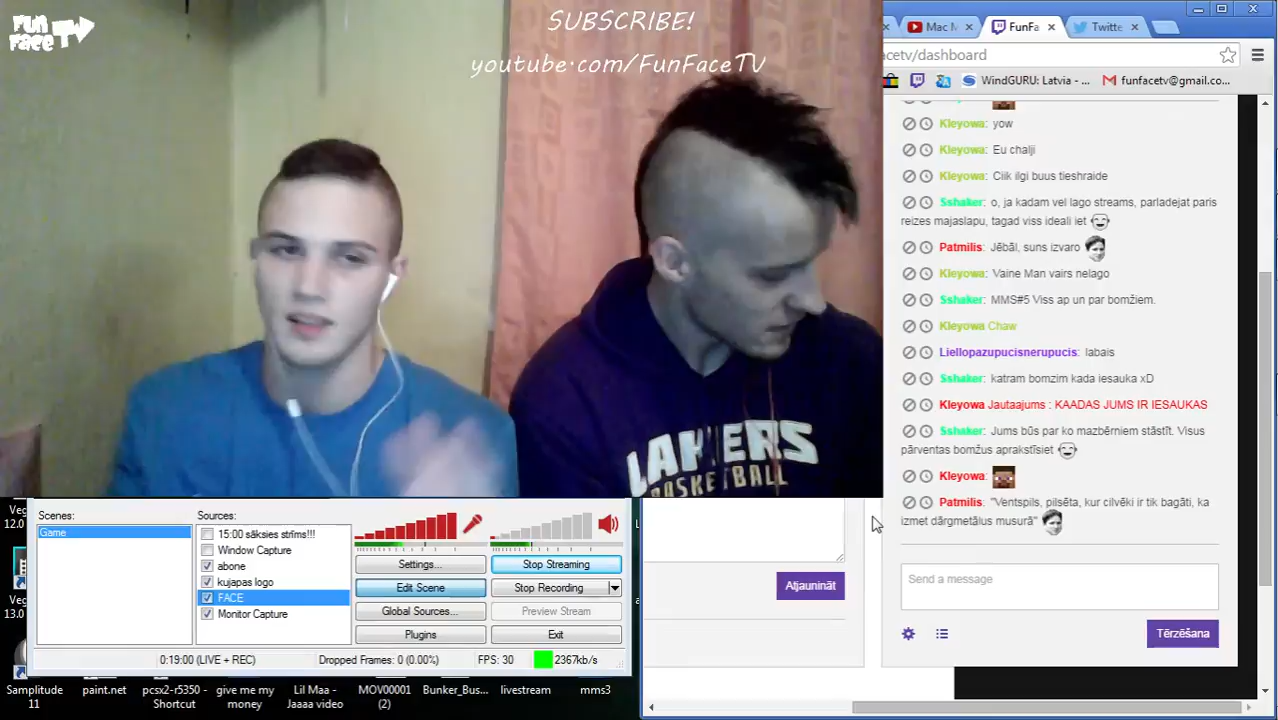 fun
face TV
SUBSCRIBE!
youtube.com/FunFaceTV
LAKERS
BASKETBALL
Mac M
FunFa
Twitte
acetv/dashboard
WindGURU: Latvia - ...
funfacetv@gmail.co...
Kleyowa: yow
Kleyowa: Eu chalji
Kleyowa: Ciik ilgi buus tieshraide
Sshaker: o, ja kadam vel lago streams, parladejat paris
reizes majaslapu, tagad viss ideali iet
Patmilis: Jēbāl, suns izvaro
Kleyowa: Vaine Man vairs nelago
Sshaker: MMS#5 Viss ap un par bomžiem.
Kleyowa Chaw
Liellopazupucisnerupucis: labais
Sshaker: katram bomzim kada iesauka xD
Kleyowa Jautaajums : KAADAS JUMS IR IESAUKAS
Sshaker: Jums būs par ko mazbērniem stāstīt. Visus
pārventas bomžus aprakstīsiet
Kleyowa:
Patmilis: "Ventspils, pilsēta, kur cilvēki ir tik bagāti, ka
izmet dārgmetālus musurā"
Send a message
Tērzēšana
Atjaunināt
Scenes:
Game
Sources:
15:00 sāksies strīms!!!
Window Capture
abone
kujapas logo
FACE
Monitor Capture
Settings...
Stop Streaming
Edit Scene
Stop Recording
Global Sources...
Preview Stream
Plugins
Exit
0:19:00 (LIVE + REC)
Dropped Frames: 0 (0.00%)
FPS: 30
2367kb/s
Veg
12.0
Veg
13.0
Samplitude
11
paint.net
pcsx2-r5350 -
Shortcut
give me my
money
Lil Maa -
Jaaaa video
MOV00001
(2)
Bunker_Bus...
livestream
mms3